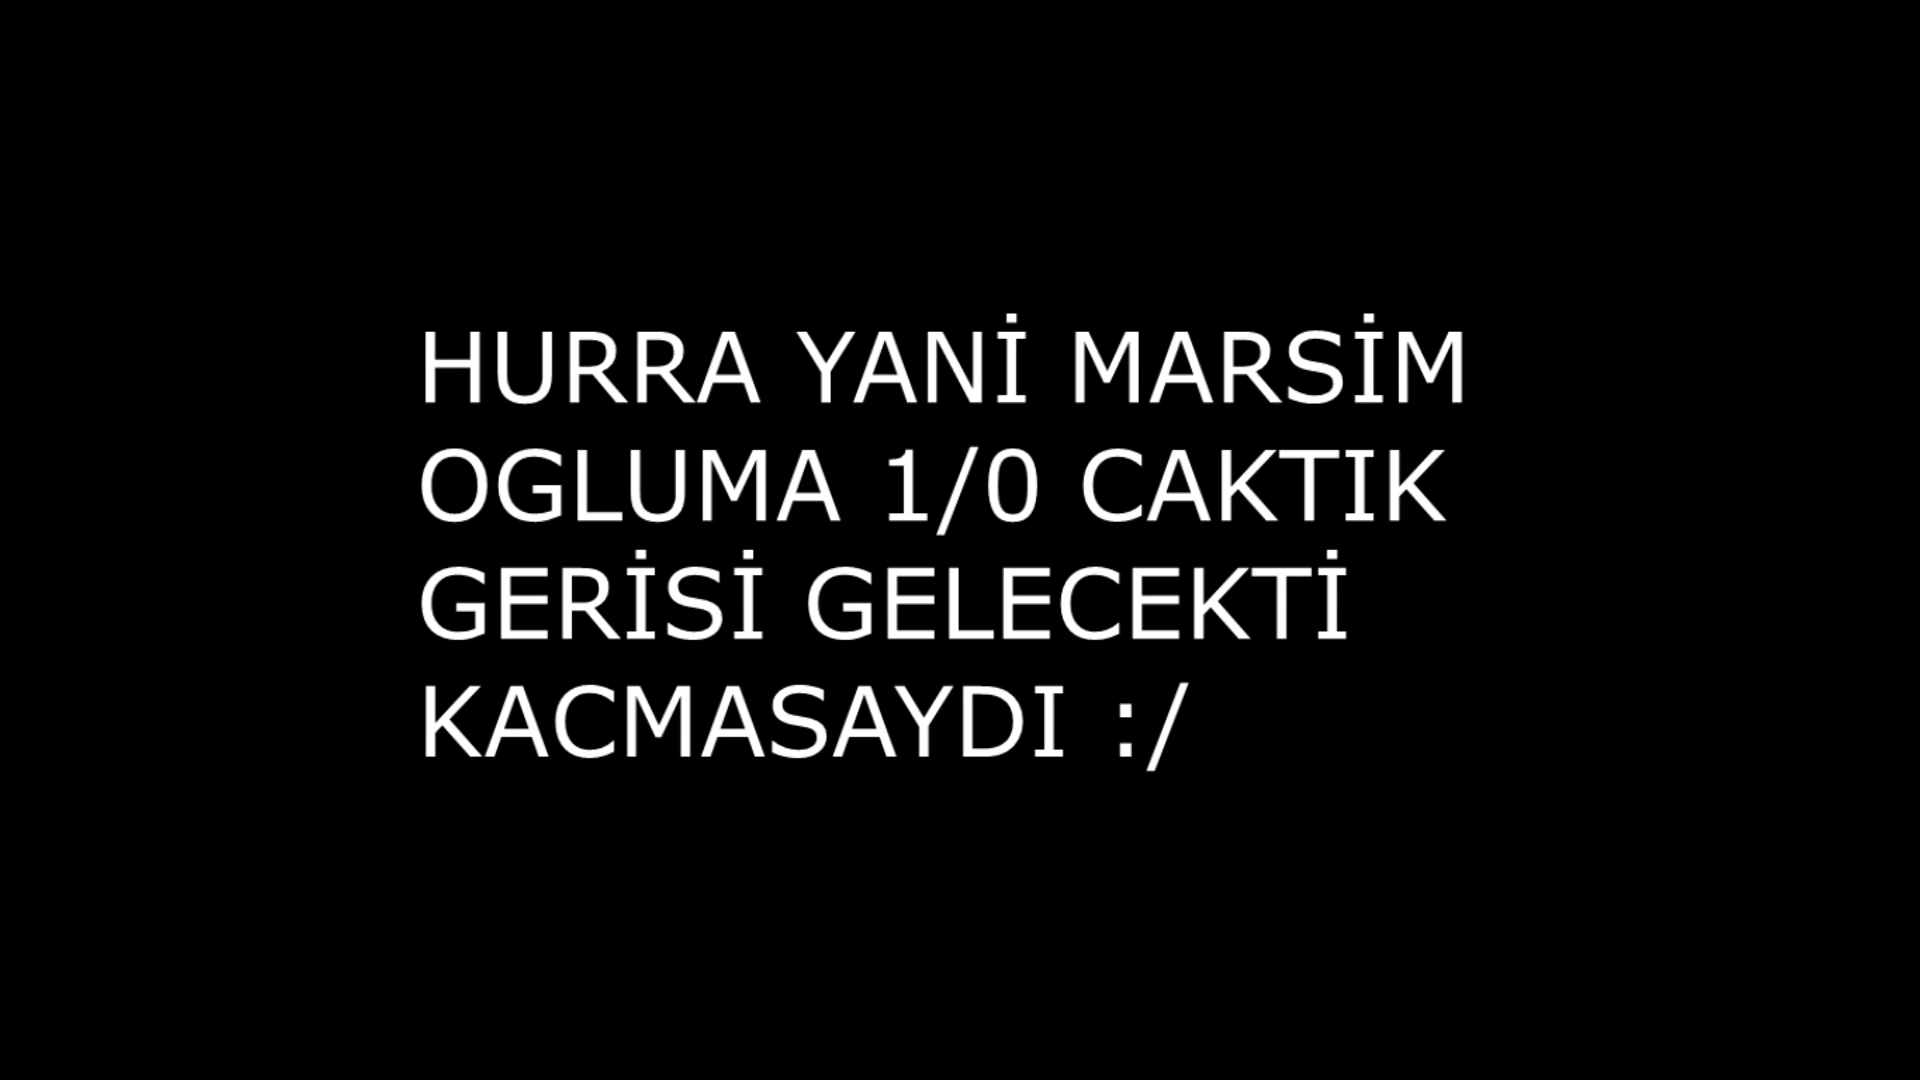 HURRA YANİ MARSİM
OGLUMA 1/0 CAKTIK
GERİSİ GELECEKTİ
KACMASAYDI :/